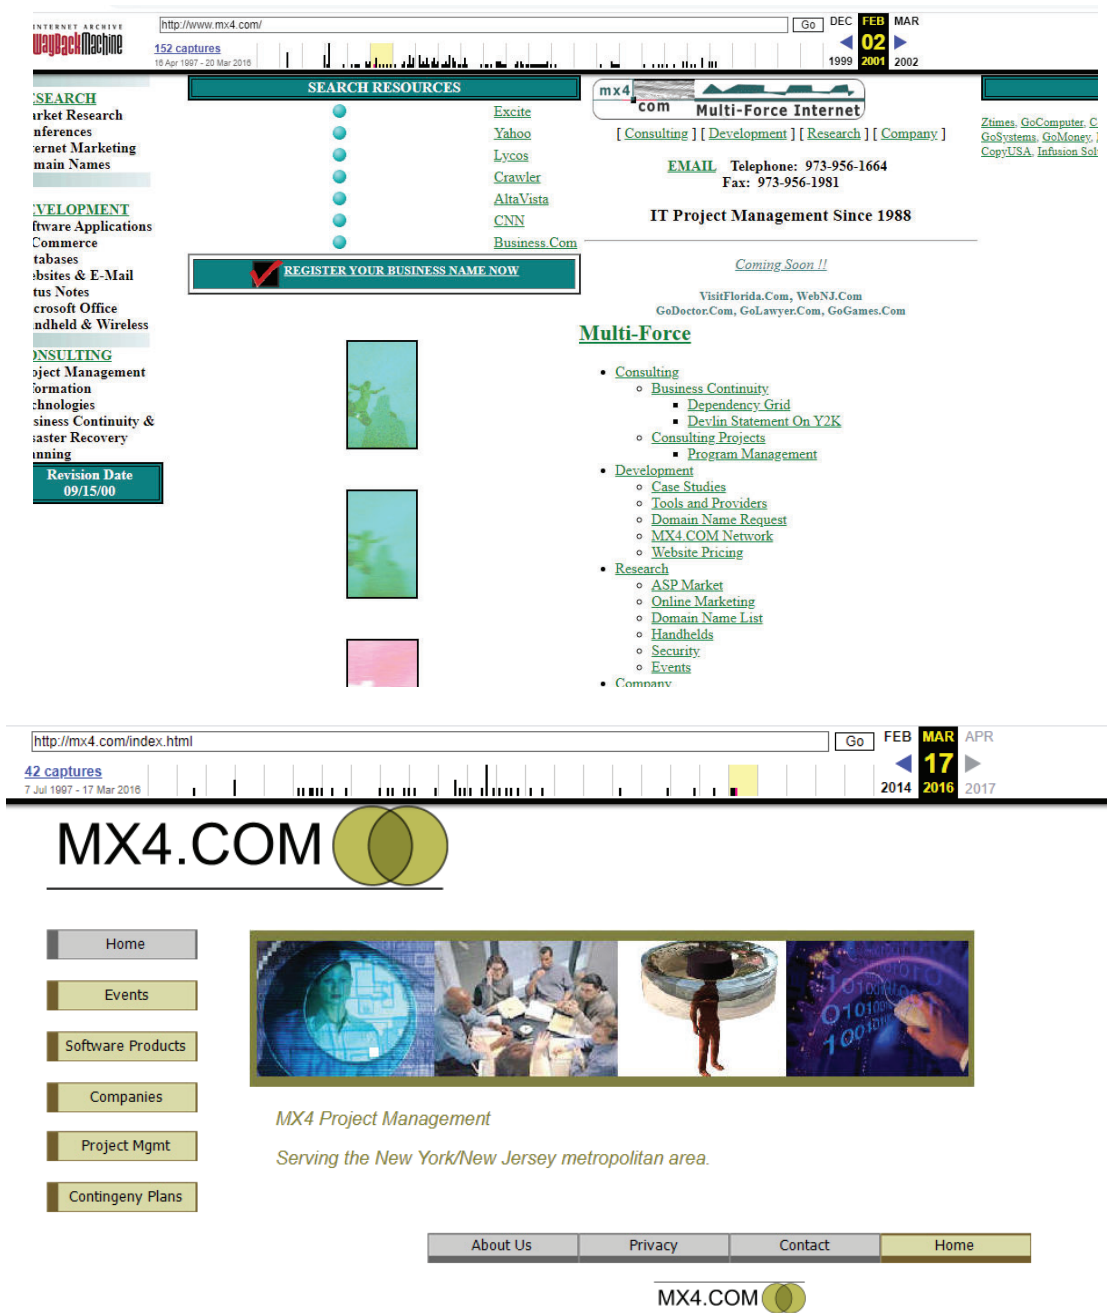 INTERNET ARCHIVE
WayBackMachine
http://www.mx4.com/
Go
DEC FEB MAR
02
1999 2001 2002
152 captures
16 Apr 1997 - 20 Mar 2016
SEARCH
arket Research
nferences
ternet Marketing
main Names
EVELOPMENT
ftware Applications
Commerce
tabases
ebsites & E-Mail
tus Notes
crosoft Office
ndheld & Wireless
ONSULTING
oject Management
formation
chnologies
siness Continuity &
saster Recovery
nning
Revision Date
09/15/00
SEARCH RESOURCES
Excite
Yahoo
Lycos
Crawler
AltaVista
CNN
Business.Com
REGISTER YOUR BUSINESS NAME NOW
mx4
com
Multi-Force Internet
[ Consulting ] [ Development ] [ Research ] [ Company ]
EMAIL Telephone: 973-956-1664
Fax: 973-956-1981
IT Project Management Since 1988
Coming Soon !!
VisitFlorida.Com, WebNJ.Com
GoDoctor.Com, GoLawyer.Com, GoGames.Com
Multi-Force
• Consulting
Business Continuity
Dependency Grid
Devlin Statement On Y2K
Consulting Projects
Program Management
• Development
Case Studies
Tools and Providers
Domain Name Request
MX4.COM Network
Website Pricing
• Research
ASP Market
Online Marketing
Domain Name List
Handhelds
Security
Events
• Company
Ztimes, GoComputer, C
GoSystems, GoMoney,
CopyUSA, Infusion Sol
http://mx4.com/index.html
Go
FEB MAR APR
17
2014 2016 2017
42 captures
7 Jul 1997 - 17 Mar 2016
MX4.COM
Home
Events
Software Products
Companies
Project Mgmt
Contingeny Plans
MX4 Project Management
Serving the New York/New Jersey metropolitan area.
About Us
Privacy
Contact
Home
MX4.COM